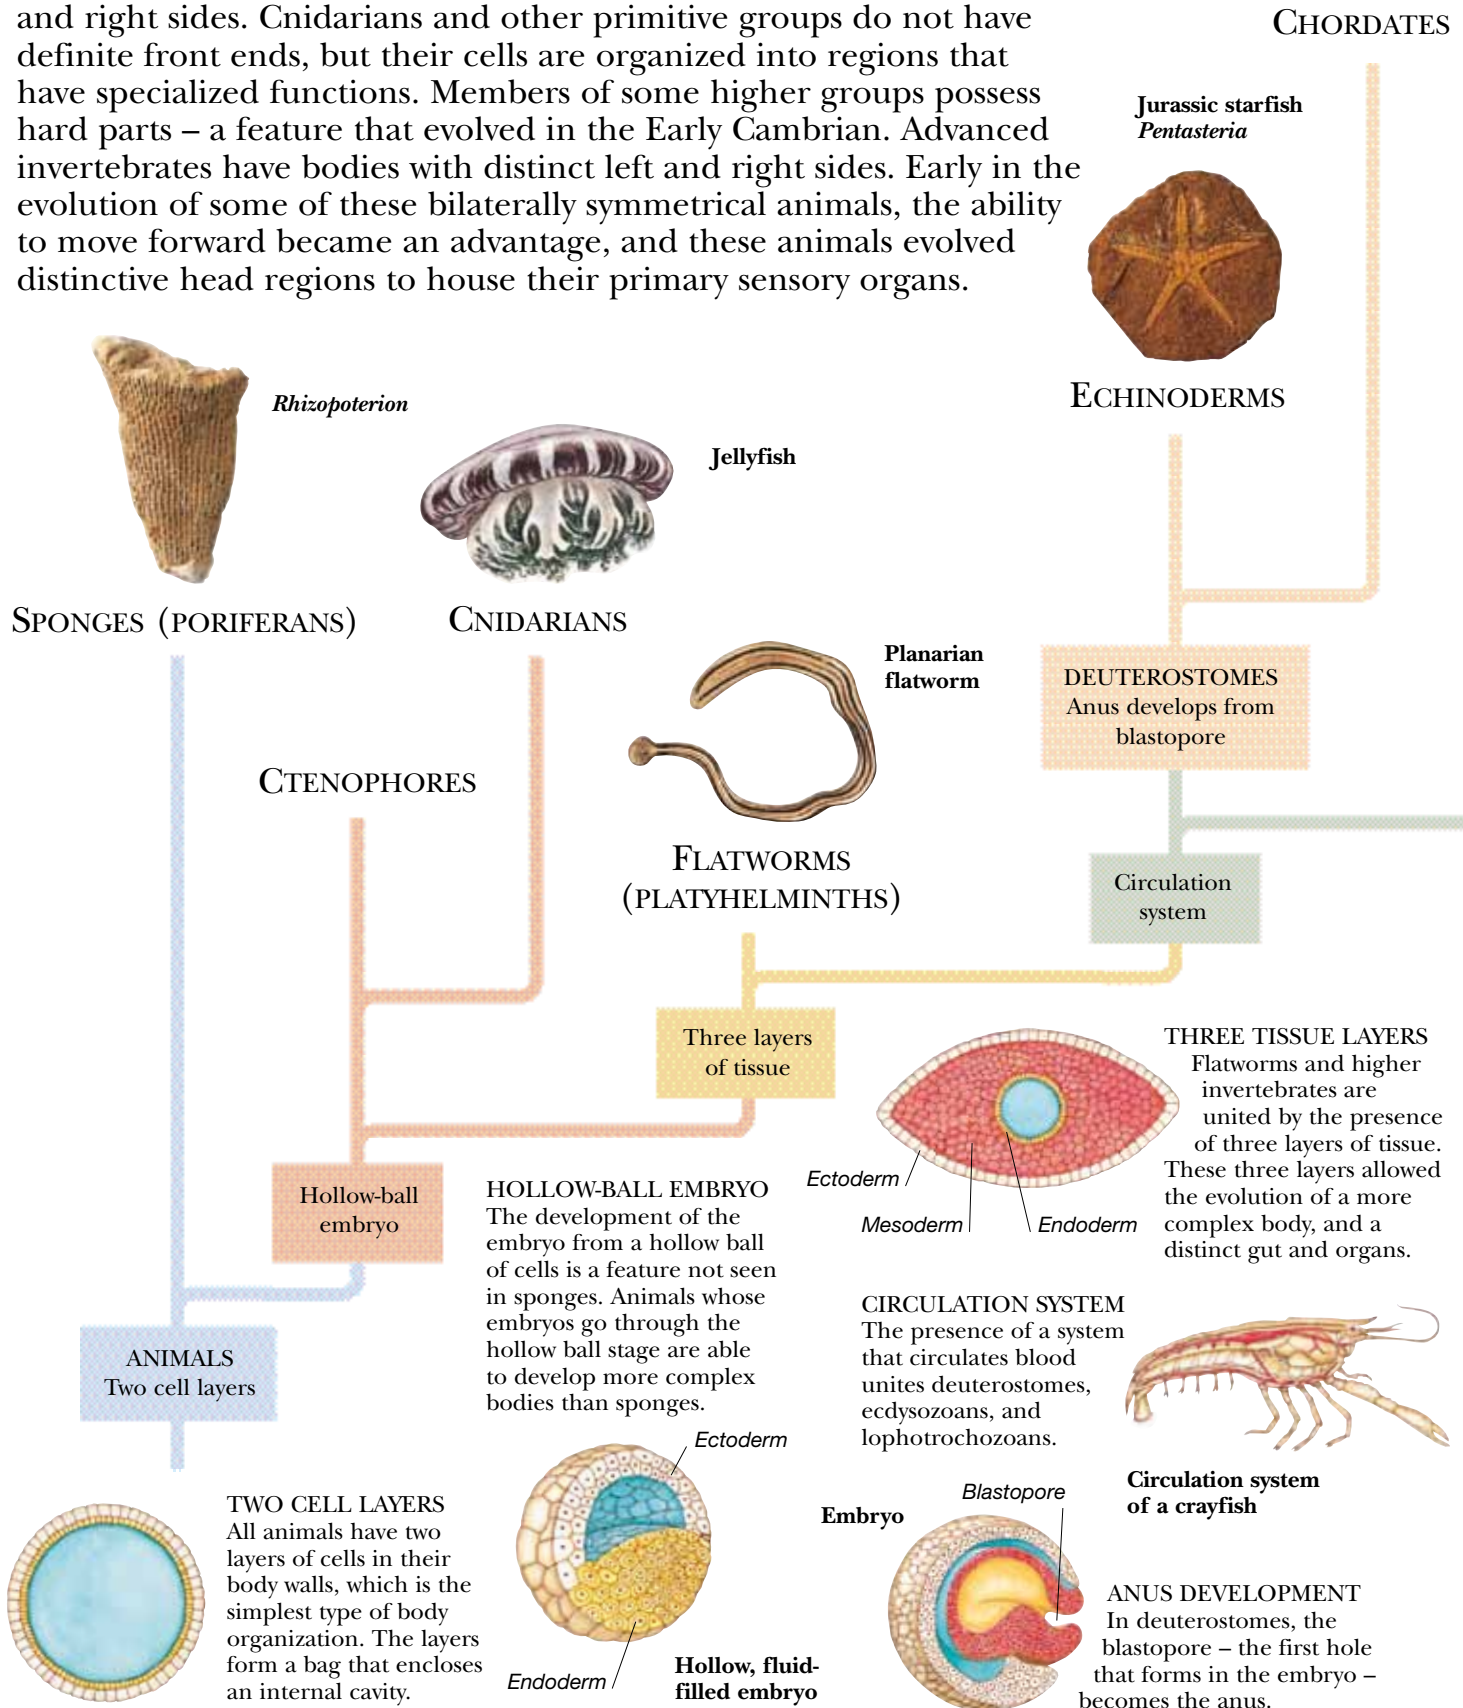 and right sides. Cnidarians and other primitive groups do not have
definite front ends, but their cells are organized into regions that
have specialized functions. Members of some higher groups possess
hard parts – a feature that evolved in the Early Cambrian. Advanced
invertebrates have bodies with distinct left and right sides. Early in the
evolution of some of these bilaterally symmetrical animals, the ability
to move forward became an advantage, and these animals evolved
distinctive head regions to house their primary sensory organs.
CHORDATES
Jurassic starfish
Pentasteria
ECHINODERMS
Rhizopoterion
Jellyfish
SPONGES (PORIFERANS)
CNIDARIANS
Planarian
flatworm
DEUTEROSTOMES
Anus develops from
blastopore
CTENOPHORES
FLATWORMS
(PLATYHELMINTHS)
Circulation
system
Three layers
of tissue
THREE TISSUE LAYERS
Flatworms and higher
invertebrates are
united by the presence
of three layers of tissue.
These three layers allowed
the evolution of a more
complex body, and a
distinct gut and organs.
Ectoderm
Mesoderm
Endoderm
Hollow-ball
embryo
HOLLOW-BALL EMBRYO
The development of the
embryo from a hollow ball
of cells is a feature not seen
in sponges. Animals whose
embryos go through the
hollow ball stage are able
to develop more complex
bodies than sponges.
CIRCULATION SYSTEM
The presence of a system
that circulates blood
unites deuterostomes,
ecdysozoans, and
lophotrochozoans.
Circulation system
of a crayfish
ANIMALS
Two cell layers
TWO CELL LAYERS
All animals have two
layers of cells in their
body walls, which is the
simplest type of body
organization. The layers
form a bag that encloses
an internal cavity.
Ectoderm
Endoderm
Hollow, fluid-
filled embryo
Embryo
Blastopore
ANUS DEVELOPMENT
In deuterostomes, the
blastopore – the first hole
that forms in the embryo –
becomes the anus.